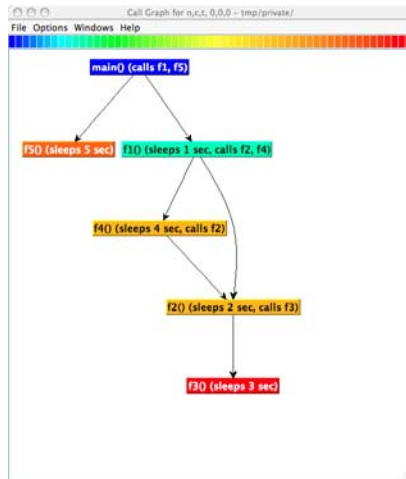 Call Graph for n,c,t, 0,0,0 – tmp/private/
File Options Windows Help
main() (calls f1, f5)
f5() (sleeps 5 sec)
f1() (sleeps 1 sec, calls f2, f4)
f4() (sleeps 4 sec, calls f2)
f2() (sleeps 2 sec, calls f3)
f3() (sleeps 3 sec)